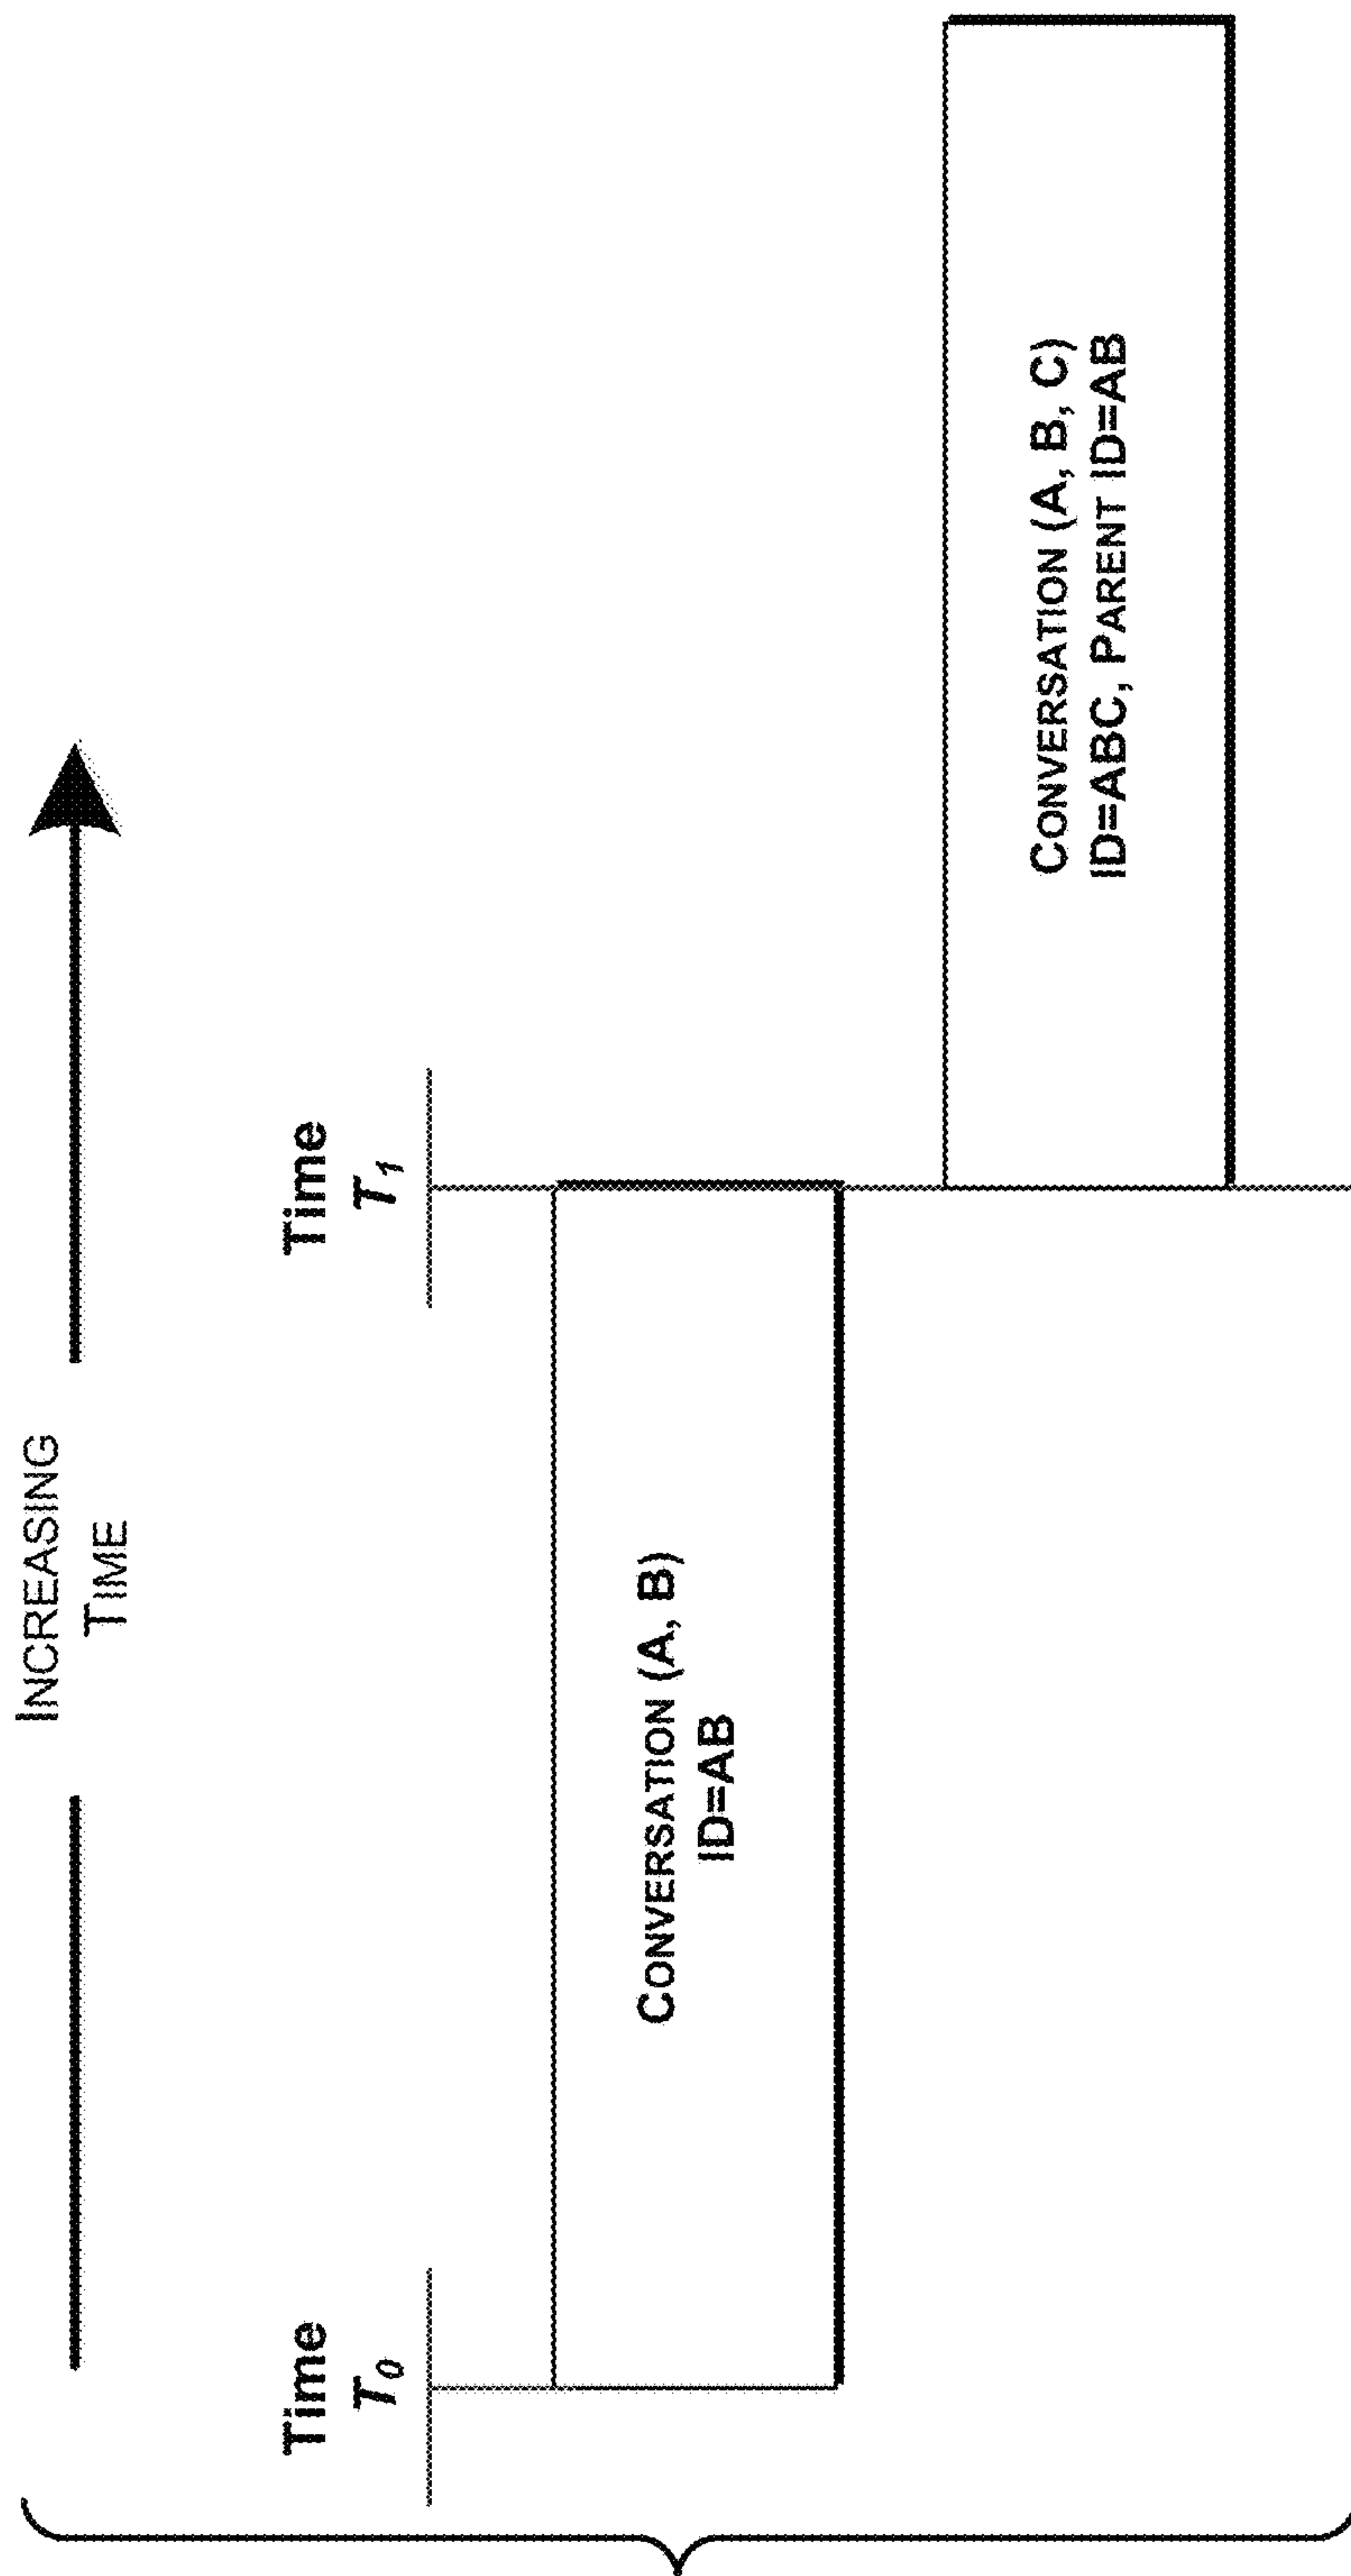 INCREASING
TIME
Time
T₀
Time
T₁
CONVERSATION (A, B)
ID=AB
CONVERSATION (A, B, C)
ID=ABC, PARENT ID=AB